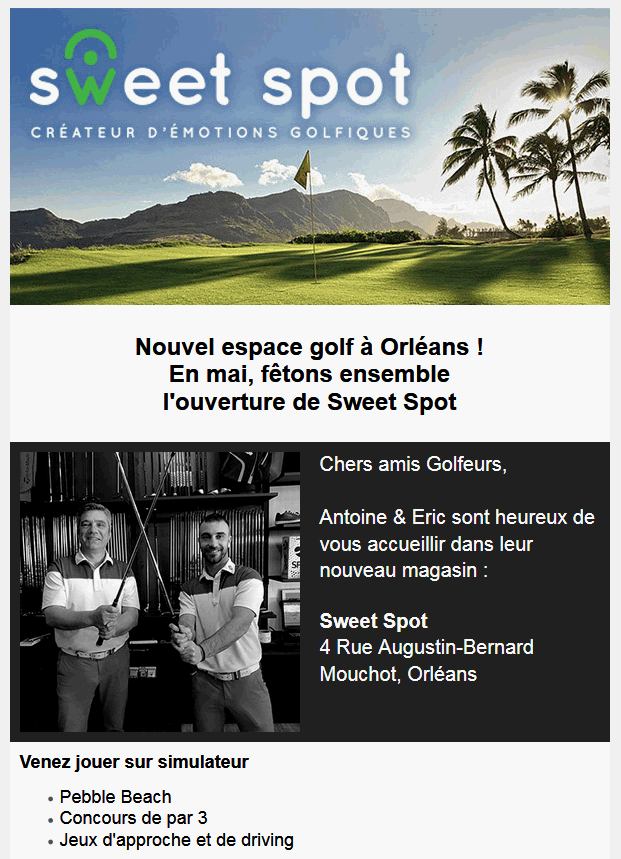 sweet spot
CRÉATEUR D'ÉMOTIONS GOLFIQUES
Nouvel espace golf à Orléans !
En mai, fêtons ensemble
l'ouverture de Sweet Spot
Chers amis Golfeurs,
Antoine & Eric sont heureux de
vous accueillir dans leur
nouveau magasin :
Sweet Spot
4 Rue Augustin-Bernard
Mouchot, Orléans
Venez jouer sur simulateur
• Pebble Beach
• Concours de par 3
• Jeux d'approche et de driving